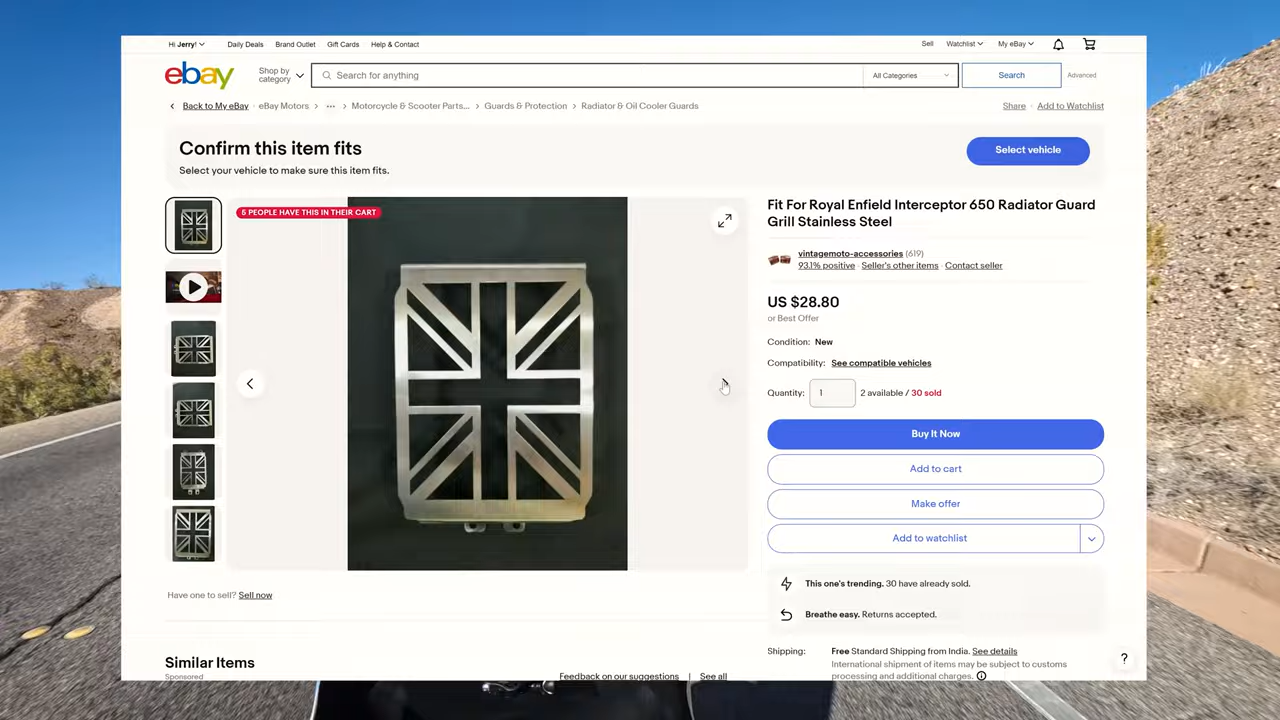 Hi Jerry!
Daily Deals
Brand Outlet
Gift Cards
Help & Contact
Sell
Watchlist
My eBay
ebay
Shop by
category
Search for anything
All Categories
Search
Advanced
Back to My eBay
eBay Motors
Motorcycle & Scooter Parts...
Guards & Protection
Radiator & Oil Cooler Guards
Share
Add to Watchlist
Confirm this item fits
Select your vehicle to make sure this item fits.
Select vehicle
5 PEOPLE HAVE THIS IN THEIR CART
Fit For Royal Enfield Interceptor 650 Radiator Guard
Grill Stainless Steel
vintagemoto-accessories (619)
93.1% positive · Seller's other items · Contact seller
US $28.80
or Best Offer
Condition: New
Compatibility: See compatible vehicles
Quantity: 1 2 available / 30 sold
Buy It Now
Add to cart
Make offer
Add to watchlist
This one's trending. 30 have already sold.
Breathe easy. Returns accepted.
Have one to sell? Sell now
Shipping: Free Standard Shipping from India. See details
International shipment of items may be subject to customs
processing and additional charges.
Similar Items
Sponsored
Feedback on our suggestions | See all
?